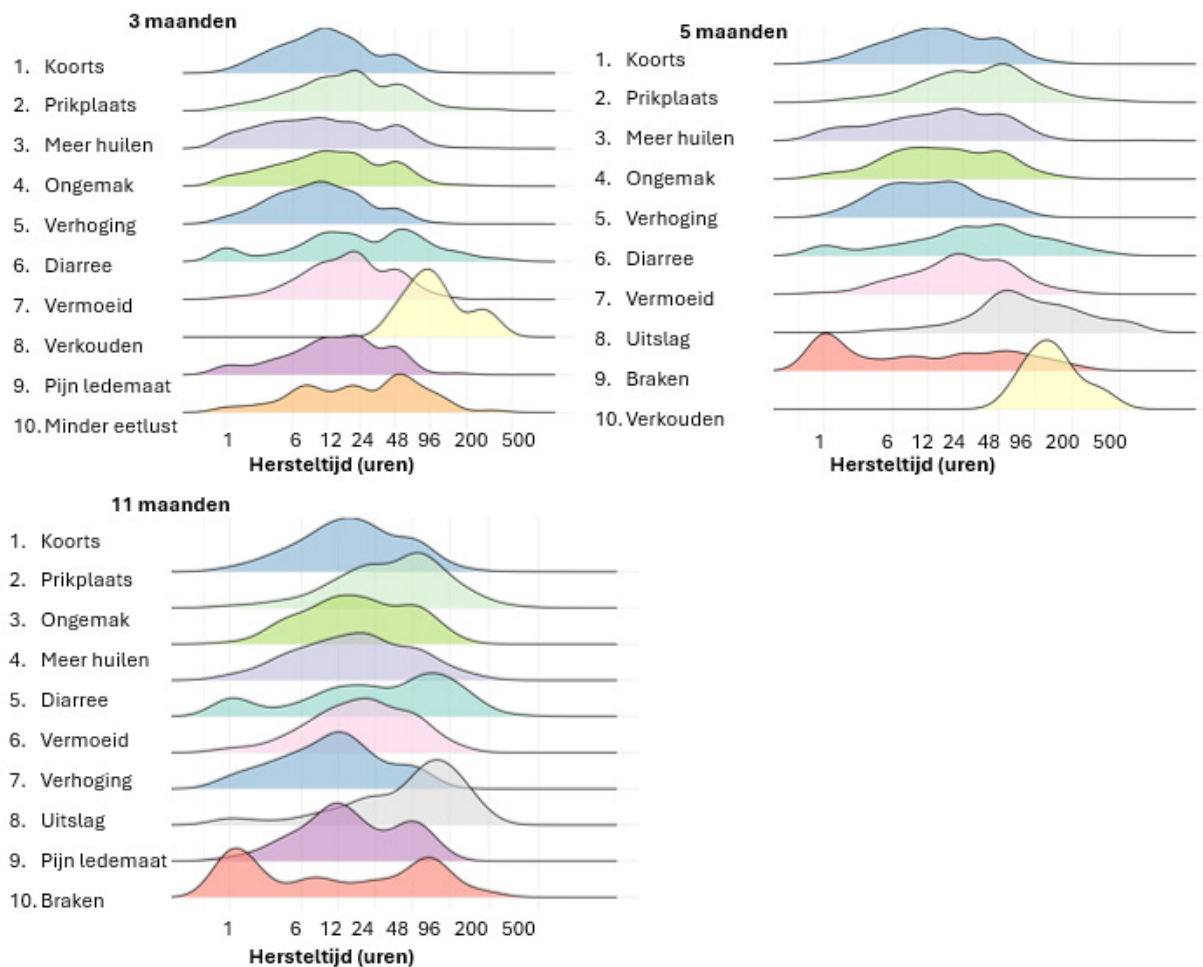 3 maanden
1. Koorts
2. Prikplaats
3. Meer huilen
4. Ongemak
5. Verhoging
6. Diarree
7. Vermoeid
8. Verkouden
9. Pijn ledemaat
10. Minder eetlust
1 6 12 24 48 96 200 500
Hersteltijd (uren)
5 maanden
1. Koorts
2. Prikplaats
3. Meer huilen
4. Ongemak
5. Verhoging
6. Diarree
7. Vermoeid
8. Uitslag
9. Braken
10. Verkouden
1 6 12 24 48 96 200 500
Hersteltijd (uren)
11 maanden
1. Koorts
2. Prikplaats
3. Ongemak
4. Meer huilen
5. Diarree
6. Vermoeid
7. Verhoging
8. Uitslag
9. Pijn ledemaat
10. Braken
1 6 12 24 48 96 200 500
Hersteltijd (uren)